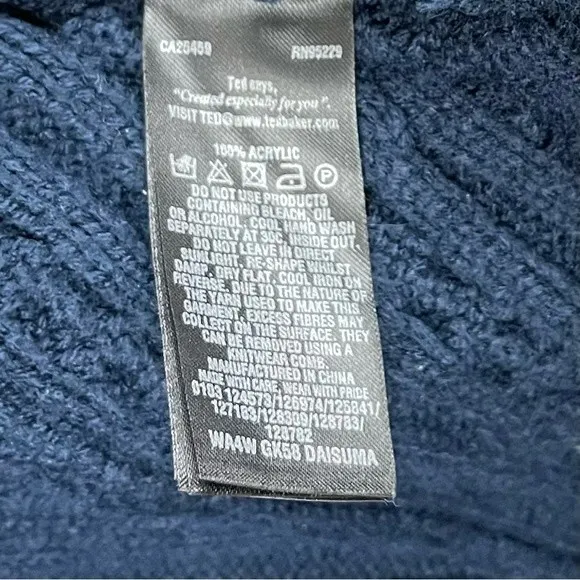 CA25459 RN95229
Ted says,
"Created especially for you".
VISIT TED@www.tedbaker.com
100% ACRYLIC
P
DO NOT USE PRODUCTS
CONTAINING BLEACH, OIL
OR ALCOHOL. COOL HAND WASH
SEPARATELY AT 30C, INSIDE OUT.
DO NOT LEAVE IN DIRECT
SUNLIGHT. RE-SHAPE WHILST
DAMP. DRY FLAT. COOL IRON ON
REVERSE. DUE TO THE NATURE OF
THE YARN USED TO MAKE THIS
GARMENT, EXCESS FIBRES MAY
COLLECT ON THE SURFACE. THEY
CAN BE REMOVED USING A
KNITWEAR COMB.
MANUFACTURED IN CHINA
MADE WITH CARE, WEAR WITH PRIDE
0103 124573/126974/125841/
127183/128309/128783/
128782
WA4W GK58 DAISUMA